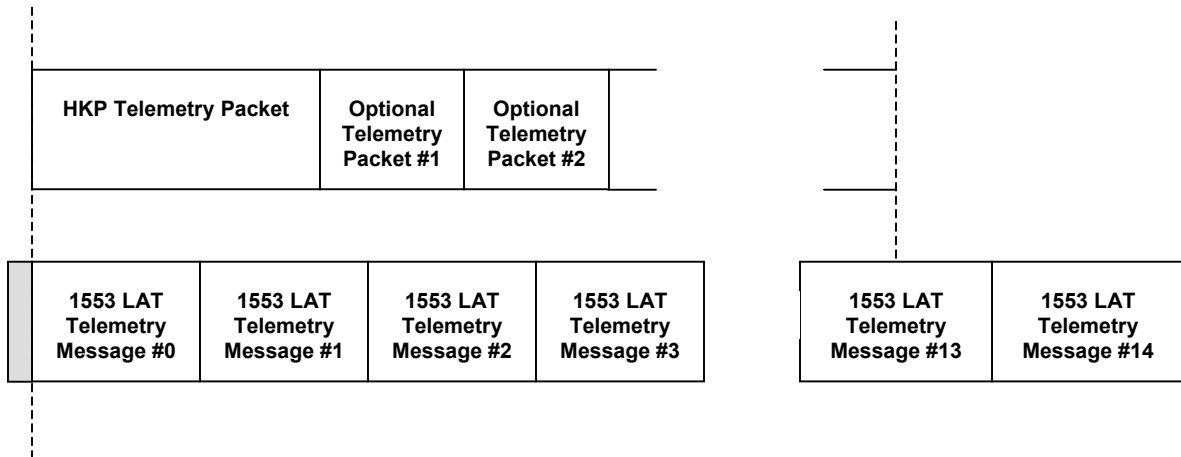 HKP Telemetry Packet
Optional
Telemetry
Packet #1
Optional
Telemetry
Packet #2
1553 LAT
Telemetry
Message #0
1553 LAT
Telemetry
Message #1
1553 LAT
Telemetry
Message #2
1553 LAT
Telemetry
Message #3
1553 LAT
Telemetry
Message #13
1553 LAT
Telemetry
Message #14